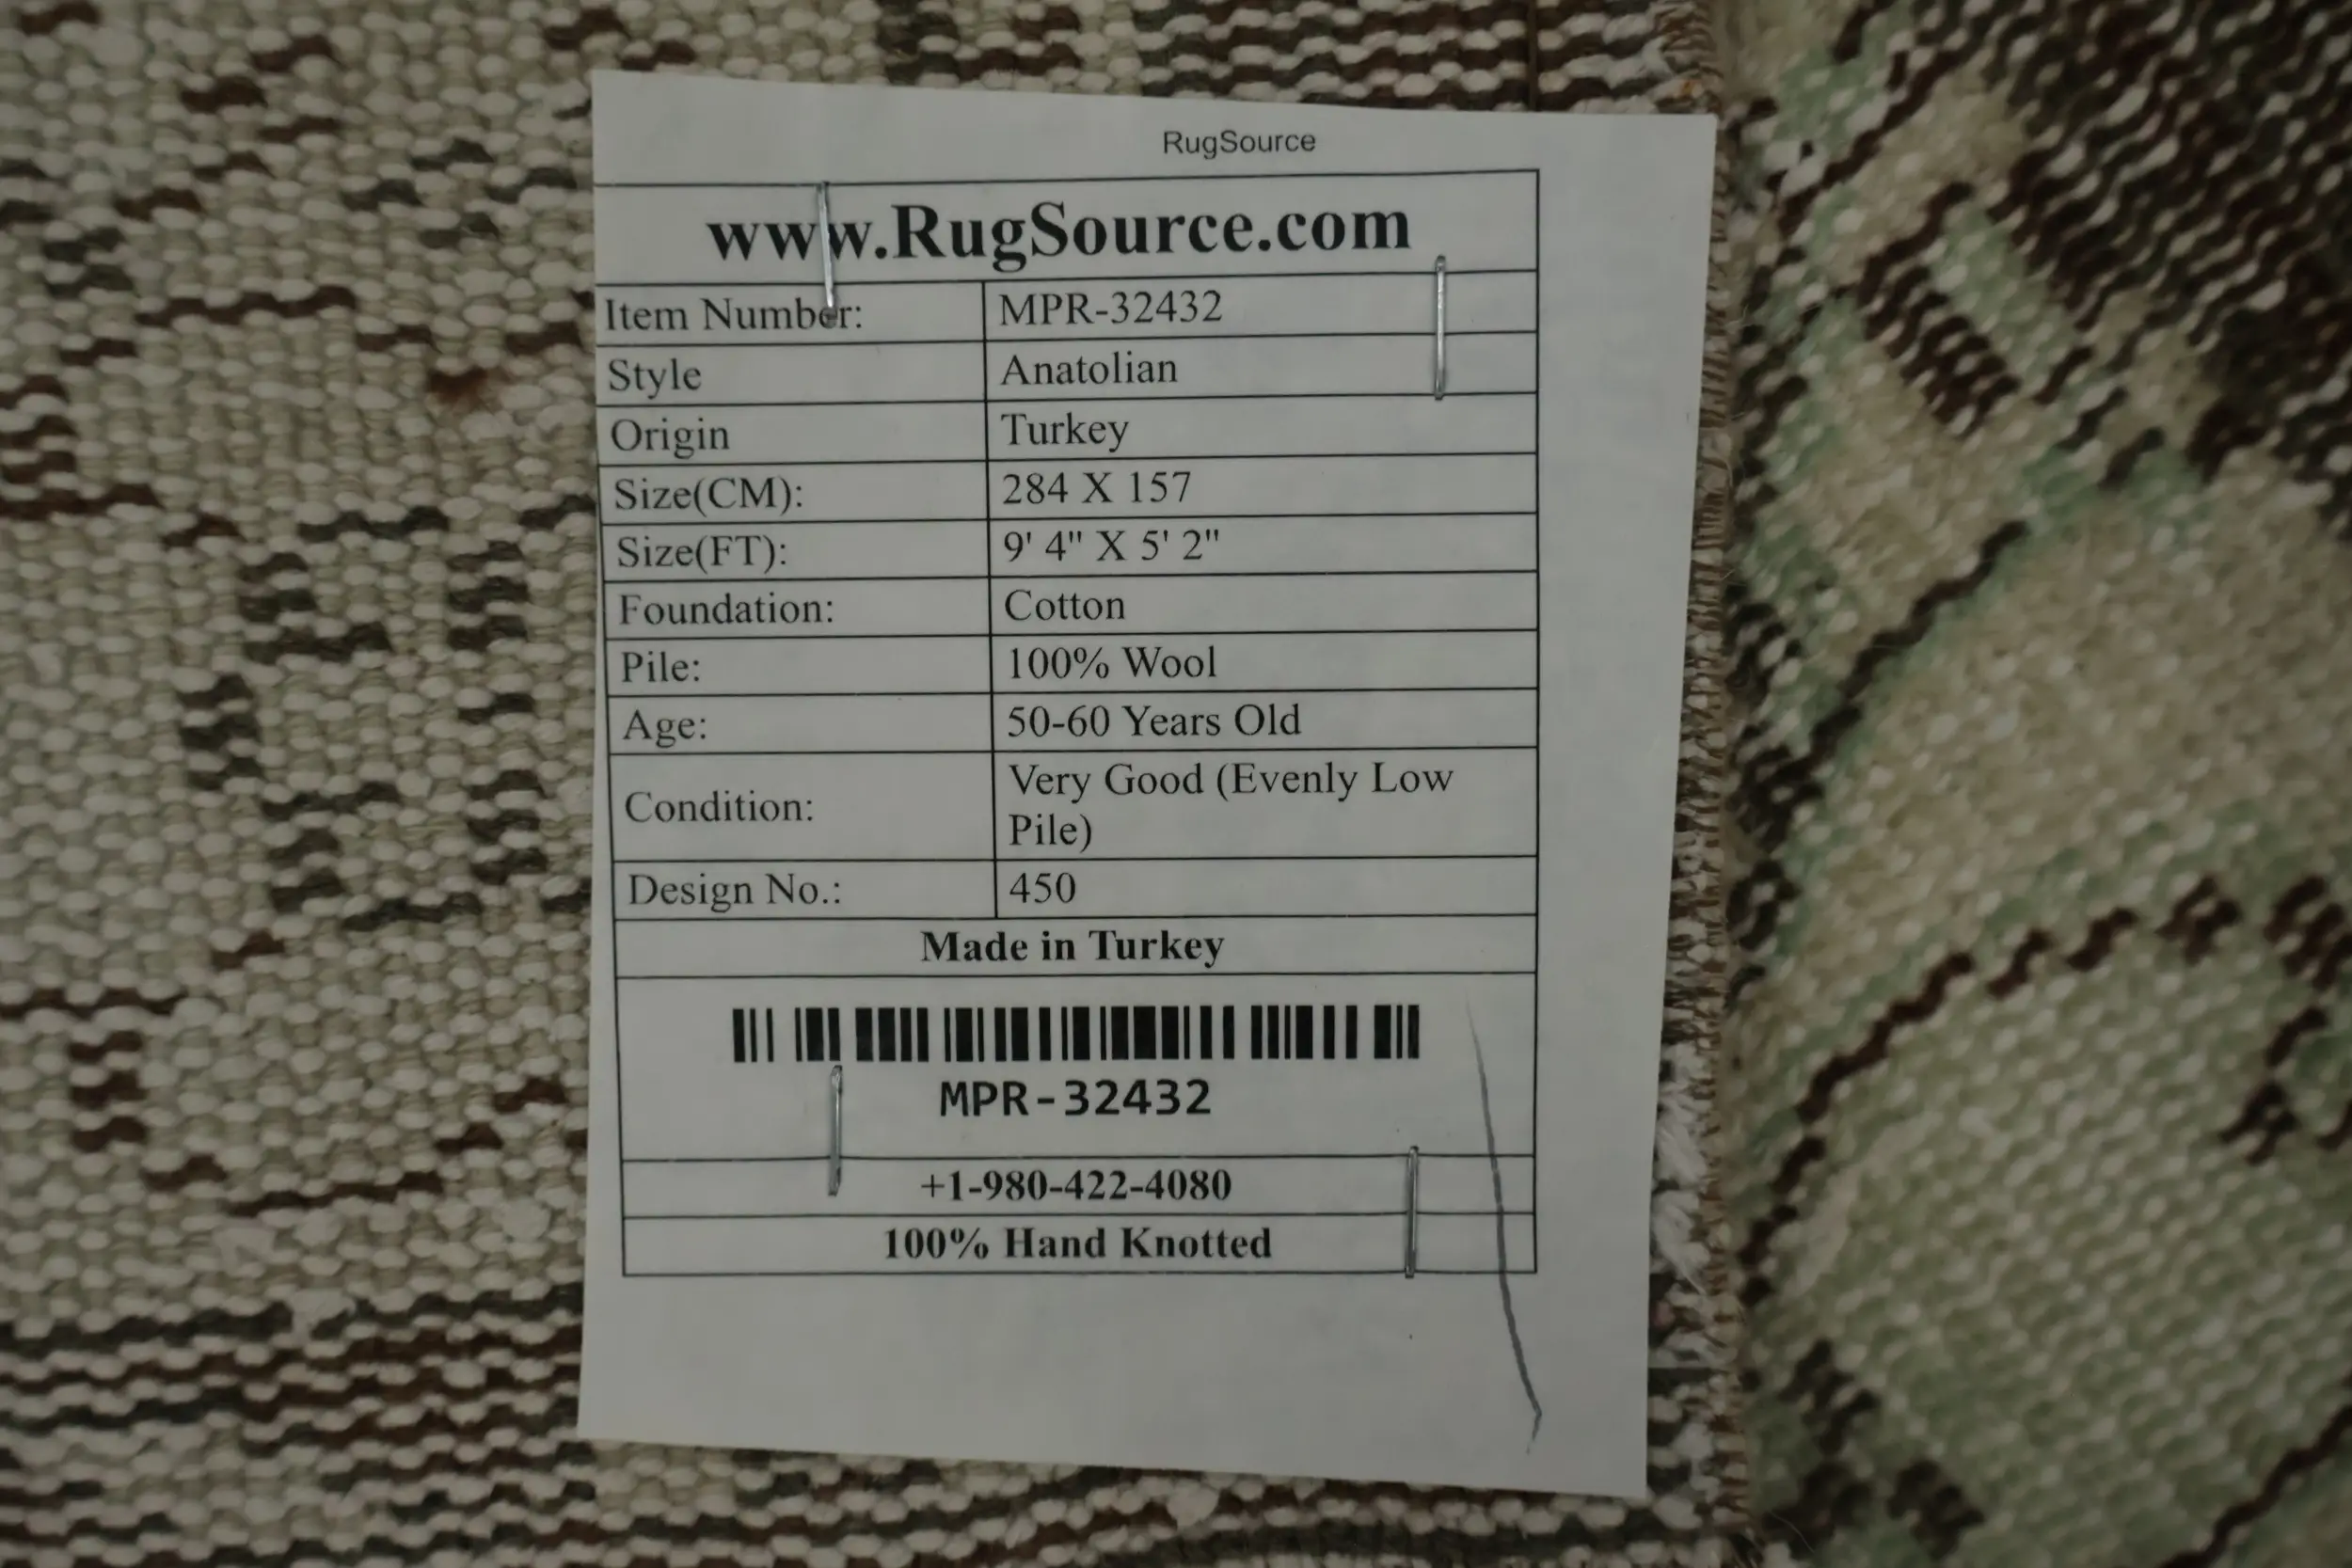 RugSource
www.RugSource.com
Item Number: MPR-32432
Style Anatolian
Origin Turkey
Size(CM): 284 X 157
Size(FT): 9' 4" X 5' 2"
Foundation: Cotton
Pile: 100% Wool
Age: 50-60 Years Old
Condition: Very Good (Evenly Low
Pile)
Design No.: 450
Made in Turkey
MPR-32432
+1-980-422-4080
100% Hand Knotted